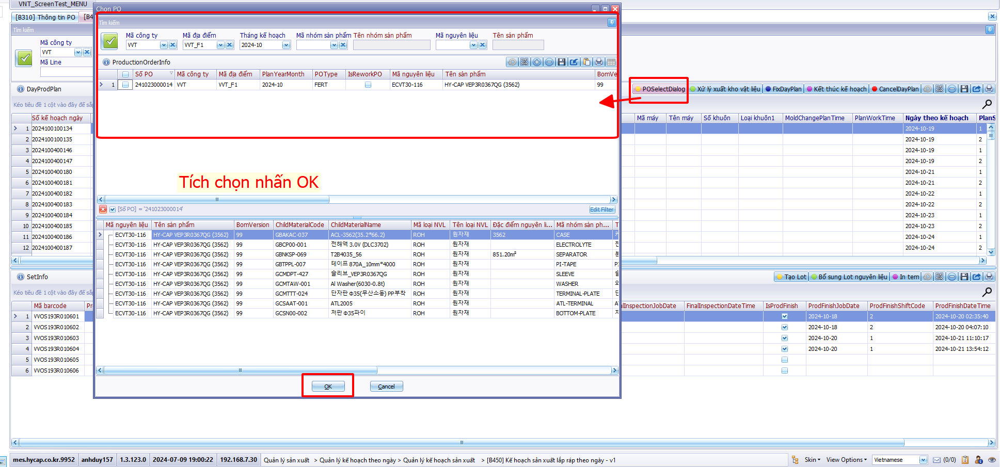 VNT_ScreenTest_MENU
[B310] Thông tin PO
[B4
Tìm kiếm
Mã công ty
VVT
Mã Line
DayProdPlan
Kéo tiêu đề 1 cột vào đây để sắp
Số kế hoạch ngày
1 2024100100134
2 2024100100135
3 2024100400146
4 2024100400147
5 2024100400180
6 2024100400181
7 2024100400182
8 2024100400183
9 2024100400184
10 2024100400185
11 2024100400186
12 2024100400187
SetInfo
Kéo tiêu đề 1 cột vào đây để sắp
Mã barcode Pr
1 VVOS193R010601
2 VVOS193R010602
3 VVOS193R010603
4 VVOS193R010604
5 VVOS193R010605
6 VVOS193R010606
Chọn PO
Tìm kiếm
Mã công ty Mã địa điểm Tháng kế hoạch Mã nhóm sản phẩm Tên nhóm sản phẩm Mã nguyên liệu Tên sản phẩm
VVT VVT_F1 2024-10
ProductionOrderInfo
Số PO Mã công ty Mã địa điểm PlanYearMonth POType IsReworkPO Mã nguyên liệu Tên sản phẩm BomVe
1 241023000014 VVT VVT_F1 2024-10 FERT ECVT30-116 HY-CAP VEP3R0367QG (3562) 99
Tích chọn nhấn OK
[Số PO] = '241023000014'
Edit Filter
Mã nguyên liệu Tên sản phẩm BomVersion ChildMaterialCode ChildMaterialName Mã loại NVL Tên loại NVL Đặc điểm nguyên li... Mã nhóm sản ph... T
ECVT30-116 HY-CAP VEP3R0367QG (3562) 99 GBAKAC-037 ACL-3562(35.2*66.2) ROH 원자재 3562 CASE
ECVT30-116 HY-CAP VEP3R0367QG (3562) 99 GBCP00-001 전해액 3.0V (DLC3702) ROH 원자재 ELECTROLYTE 전
ECVT30-116 HY-CAP VEP3R0367QG (3562) 99 GBNKSP-069 T2B4035_56 ROH 원자재 851.20m² SEPARATOR
ECVT30-116 HY-CAP VEP3R0367QG (3562) 99 GBTPPL-007 테이프 870A_10mm*4000 ROH 원자재 PI-TAPE PI
ECVT30-116 HY-CAP VEP3R0367QG (3562) 99 GCMDPT-427 슬리브_VEP3R0367QG ROH 원자재 SLEEVE 슬
ECVT30-116 HY-CAP VEP3R0367QG (3562) 99 GCMTAW-001 Al Washer(6030-0.8t) ROH 원자재 WASHER
ECVT30-116 HY-CAP VEP3R0367QG (3562) 99 GCMTTT-024 단자판 Φ35(무산소동) PP부착 ROH 원자재 TERMINAL-PLATE 단
ECVT30-116 HY-CAP VEP3R0367QG (3562) 99 GCSAAT-001 ATL2005 ROH 원자재 ATL-TERMINAL
ECVT30-116 HY-CAP VEP3R0367QG (3562) 99 GCSN00-002 저판 Φ35파이 ROH 원자재 BOTTOM-PLATE 저
OK Cancel
POSelectDialog Xử lý xuất kho vật liệu FixDayPlan Kết thúc kế hoạch CancelDayPlan
Mã máy Tên máy Số khuôn Loại khuôn1 MoldChangePlanTime PlanWorkTime Ngày theo kế hoạch PlanS
2024-10-19 1
2024-10-19 2
2024-10-19 1
2024-10-19 2
2024-10-21 1
2024-10-21 2
2024-10-22 1
2024-10-22 2
2024-10-23 1
2024-10-23 2
2024-10-24 1
2024-10-24 2
Tạo Lot Bổ sung Lot nguyên liệu In tem
nalInspectionJobDate FinalInspectionDateTime IsProdFinish ProdFinishJobDate ProdFinishShiftCode ProdFinishDateTime
2024-10-18 2 2024-10-20 02:35:40
2024-10-18 2 2024-10-20 04:07:10
2024-10-20 1 2024-10-21 11:10:17
2024-10-20 1 2024-10-21 13:54:12
mes.hycap.co.kr.9952 anhduy157 1.3.123.0 2024-07-09 19:00:22 192.168.7.30 Quản lý sản xuất > Quản lý kế hoạch theo ngày > Quản lý kế hoạch sản xuất > [B450] Kế hoạch sản xuất lắp ráp theo ngày - v1 Skin View Options Vietnamese (0/0)